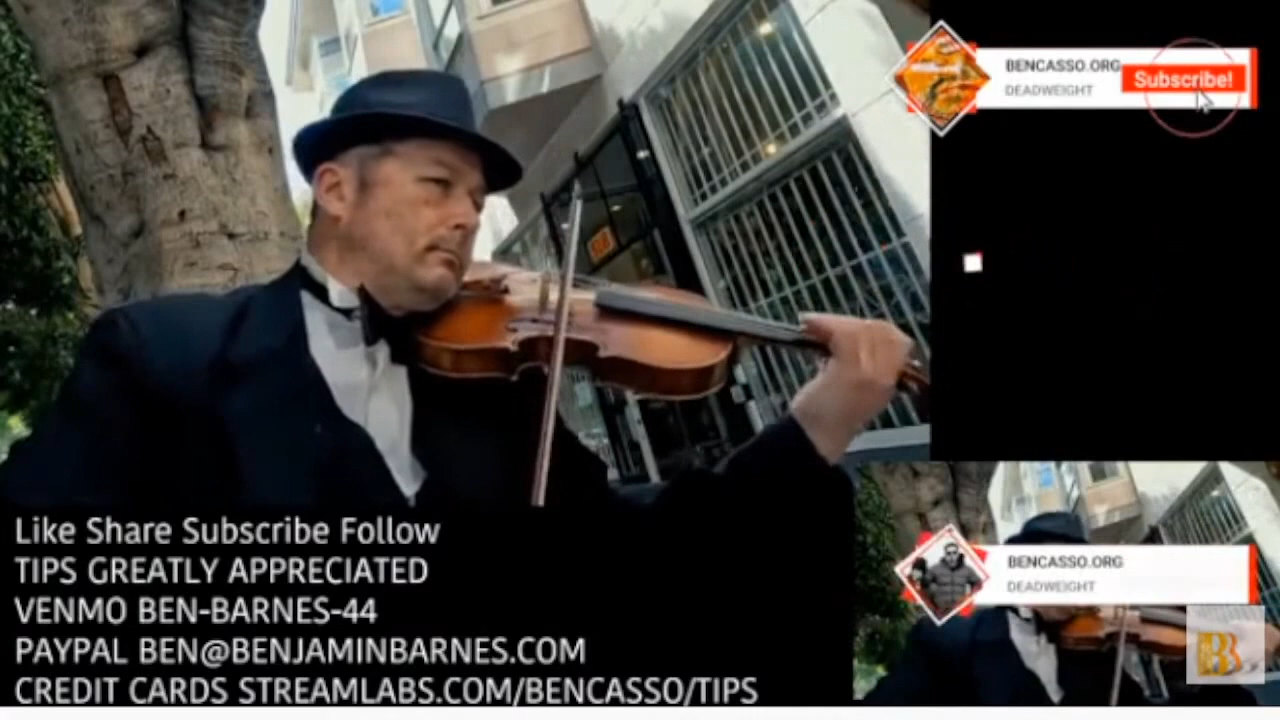 BENCASSO.ORG
Subscribe!
DEADWEIGHT
BENCASSO.ORG
DEADWEIGHT
Like Share Subscribe Follow
TIPS GREATLY APPRECIATED
VENMO BEN-BARNES-44
PAYPAL BEN@BENJAMINBARNES.COM
CREDIT CARDS STREAMLABS.COM/BENCASSO/TIPS